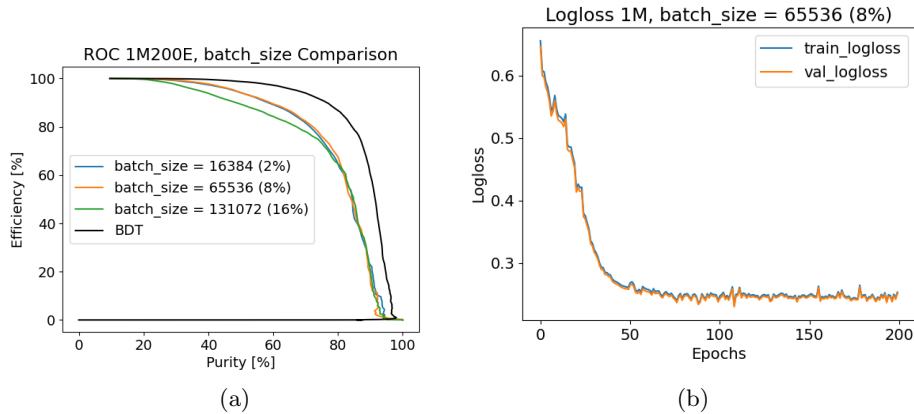 ROC 1M200E, batch_size Comparison
Efficiency [%]
100
80
60
40
20
0
batch_size = 16384 (2%)
batch_size = 65536 (8%)
batch_size = 131072 (16%)
BDT
0 20 40 60 80 100
Purity [%]
(a)
Logloss 1M, batch_size = 65536 (8%)
Logloss
0.6
0.5
0.4
0.3
train_logloss
val_logloss
0 50 100 150 200
Epochs
(b)